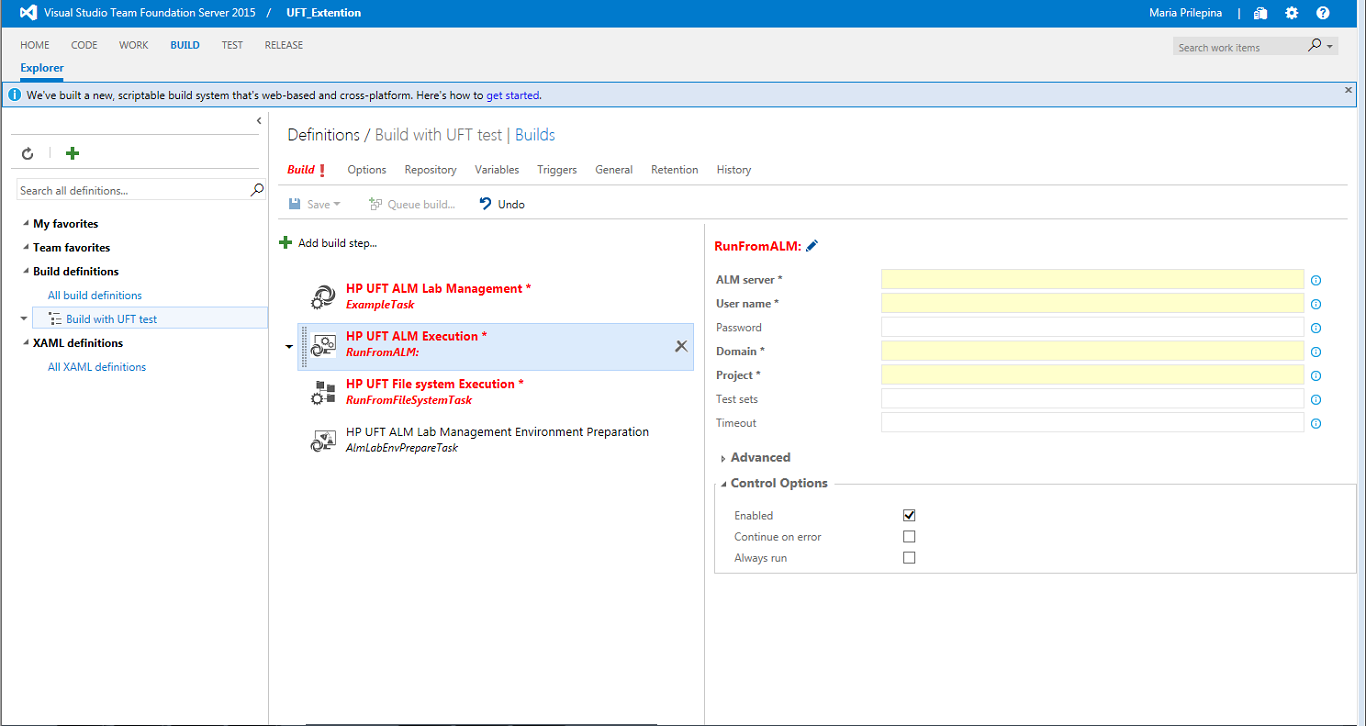 Visual Studio Team Foundation Server 2015 / UFT_Extention Maria Prilepina |
HOME CODE WORK BUILD TEST RELEASE
Search work items
Explorer
We've built a new, scriptable build system that's web-based and cross-platform. Here's how to get started.
Search all definitions...
My favorites
Team favorites
Build definitions
All build definitions
Build with UFT test
XAML definitions
All XAML definitions
Definitions / Build with UFT test | Builds
Build ! Options Repository Variables Triggers General Retention History
Save Queue build... Undo
Add build step...
HP UFT ALM Lab Management *
ExampleTask
HP UFT ALM Execution *
RunFromALM:
HP UFT File system Execution *
RunFromFileSystemTask
HP UFT ALM Lab Management Environment Preparation
AlmLabEnvPrepareTask
RunFromALM:
ALM server *
User name *
Password
Domain *
Project *
Test sets
Timeout
Advanced
Control Options
Enabled
Continue on error
Always run